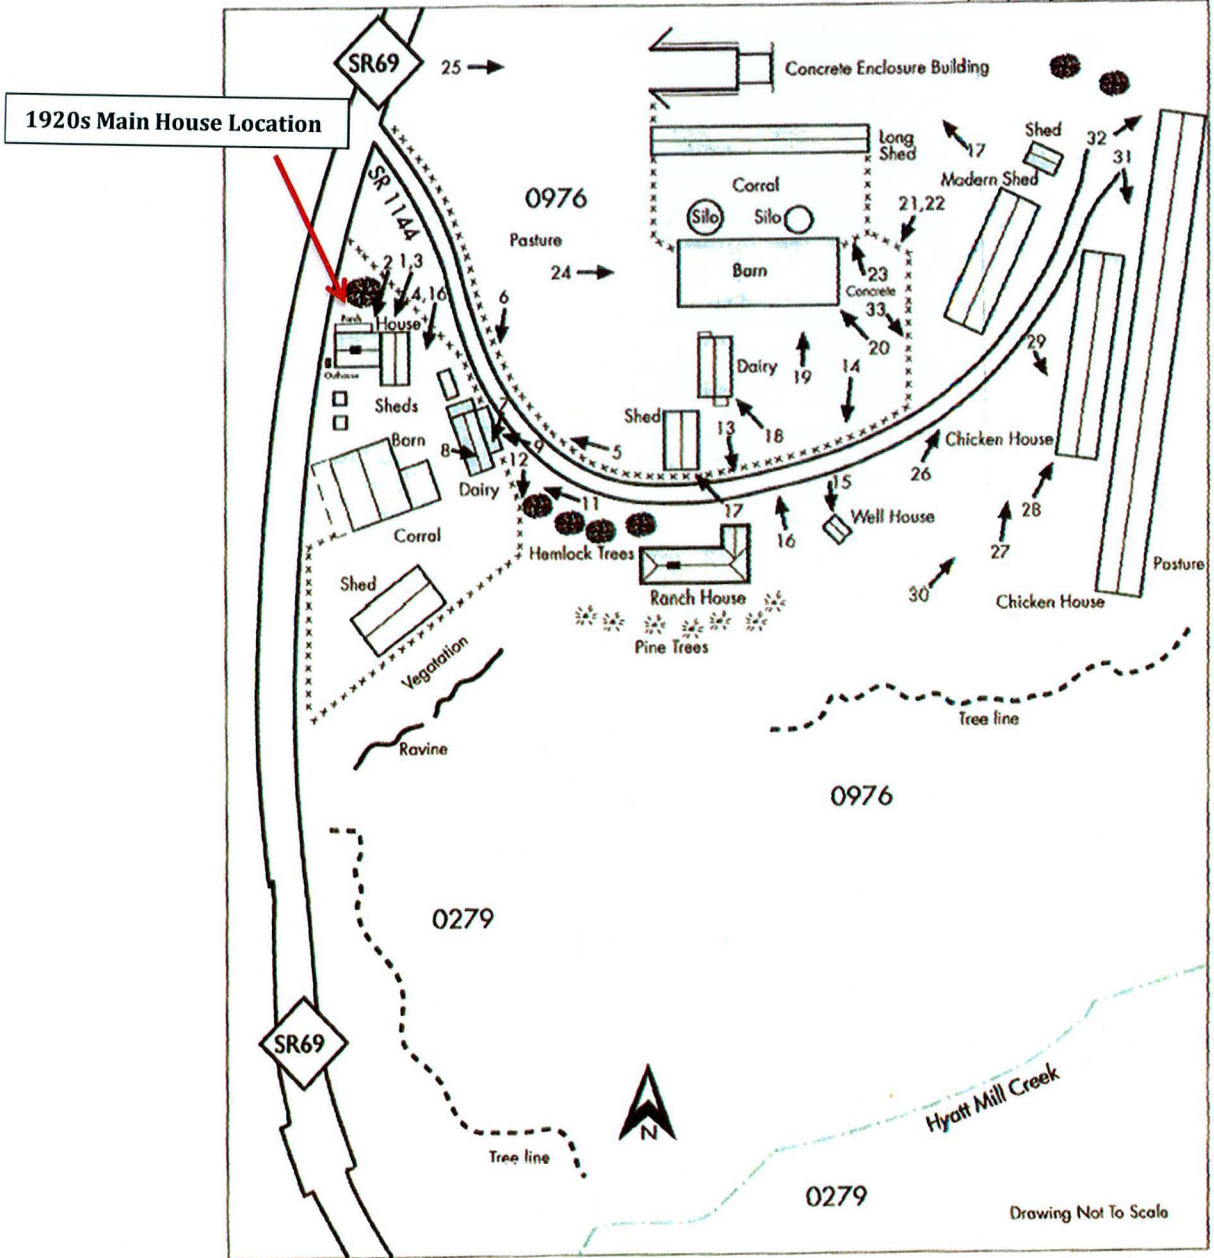 SR69
25
Concrete Enclosure Building
1920s Main House Location
Long
Shed
17
Shed
32
31
Modern Shed
SR 1144
0976
Corral
Silo
Silo
21,22
Pasture
24
Barn
23
Concrete
33
2 1,3
4,16
6
Porch
House
20
Outhouse
Dairy
19
14
29
Sheds
7
Shed
13
18
Barn
8
9
5
12
26
Chicken House
Dairy
11
17
15
Well House
28
16
27
Corral
Hemlock Trees
Pasture
Shed
Ranch House
30
Chicken House
Pine Trees
Vegatation
Tree line
Ravine
0976
0279
SR69
Hyatt Mill Creek
N
Tree line
0279
Drawing Not To Scale